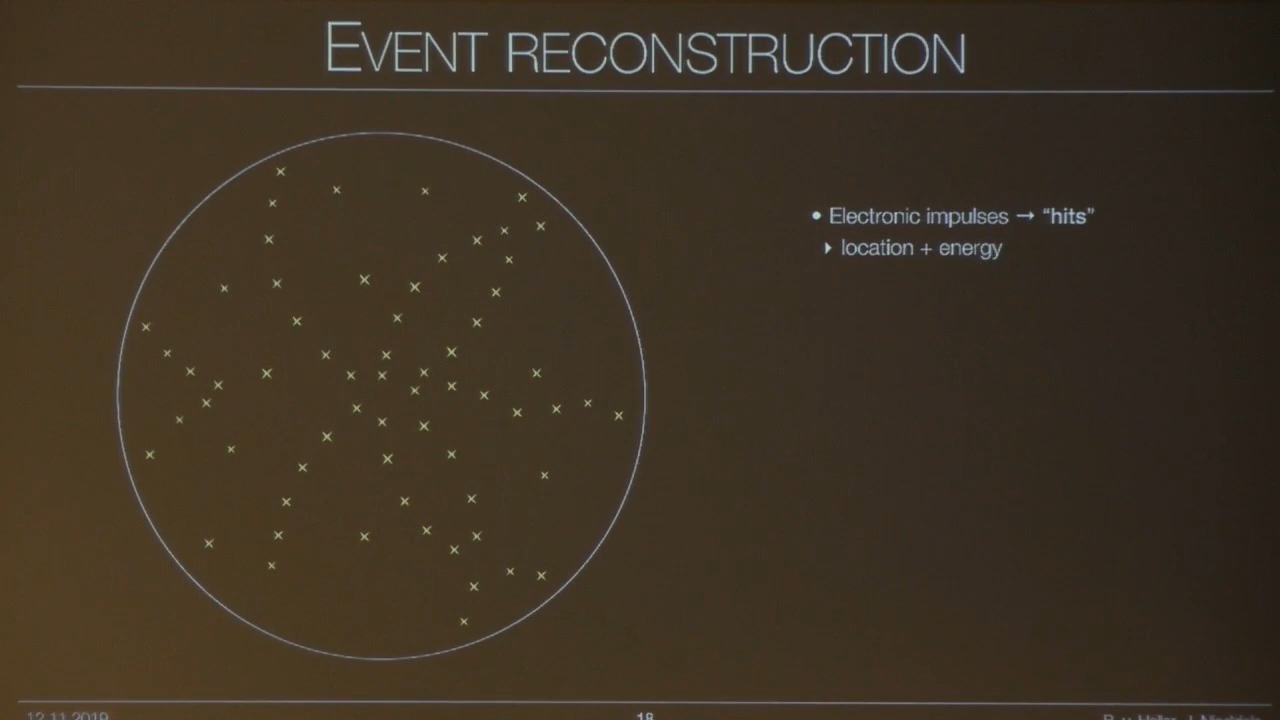 EVENT RECONSTRUCTION
• Electronic impulses → “hits”
‣ location + energy
12.11.2019
18